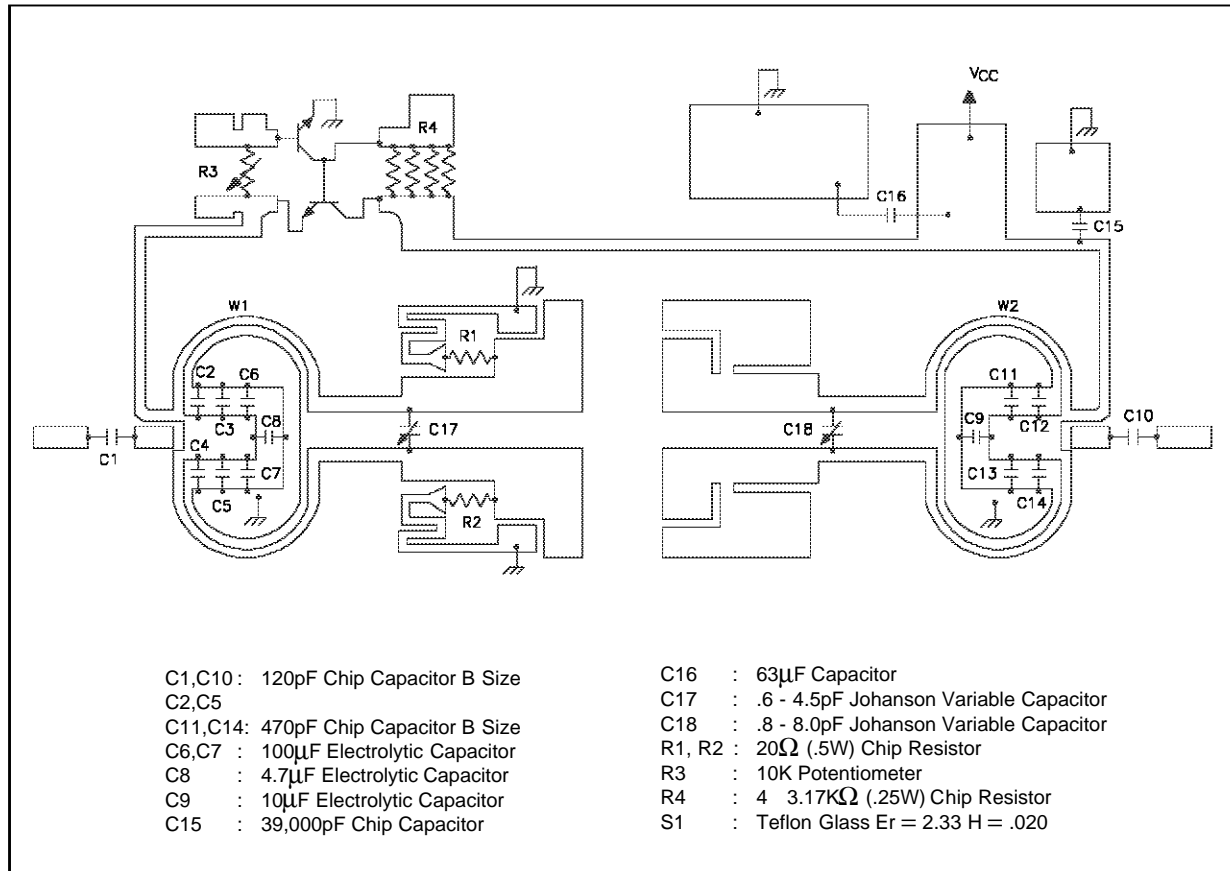 VCC
R4
R3
C16
C15
W1
W2
R1
C2
C6
C11
C3
C8
C17
C18
C9
C12
C10
C1
C4
C7
C13
C5
C14
R2
C1,C10 : 120pF Chip Capacitor B Size
C2,C5
C11,C14: 470pF Chip Capacitor B Size
C6,C7 : 100µF Electrolytic Capacitor
C8 : 4.7µF Electrolytic Capacitor
C9 : 10µF Electrolytic Capacitor
C15 : 39,000pF Chip Capacitor
C16 : 63µF Capacitor
C17 : .6 - 4.5pF Johanson Variable Capacitor
C18 : .8 - 8.0pF Johanson Variable Capacitor
R1, R2 : 20Ω (.5W) Chip Resistor
R3 : 10K Potentiometer
R4 : 4 3.17KΩ (.25W) Chip Resistor
S1 : Teflon Glass Er = 2.33 H = .020